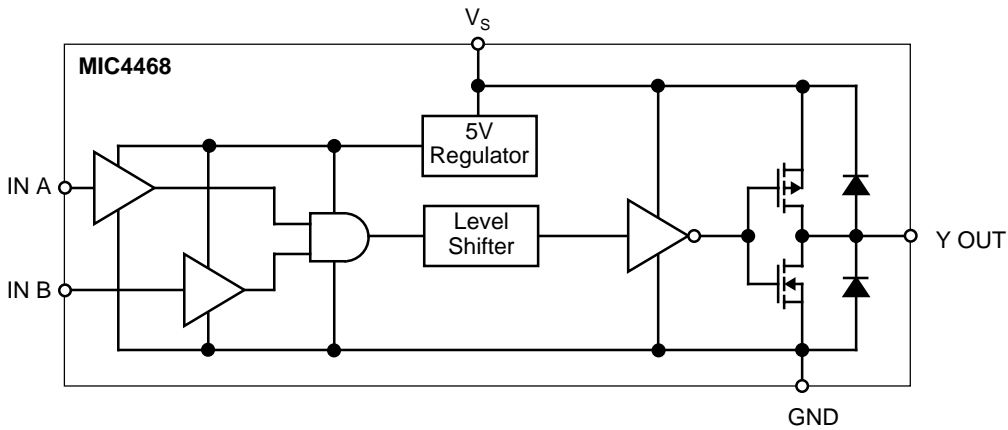 V_S
MIC4468
5V
Regulator
IN A
Level
Shifter
Y OUT
IN B
GND